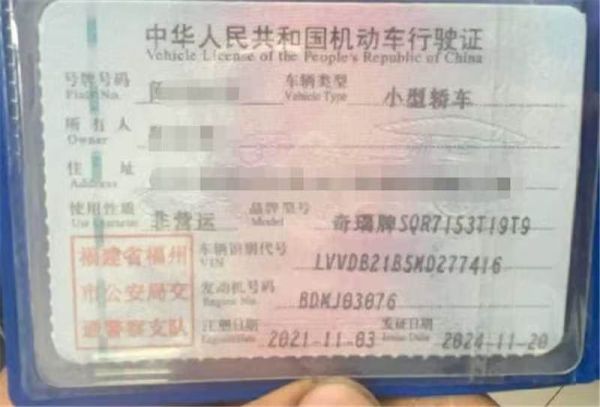 中华人民共和国机动车行驶证
Vehicle License of the People's Republic of China
号牌号码 车辆类型 小型轿车
Plate No. Vehicle Type
所有人
Owner
住址
Address
使用性质 非营运 品牌型号 奇瑞牌SQR7153T19T9
Use Character Model
福建省福州 车辆识别代号 LVVDB21B5MD277416
VIN
市公安局交 发动机号码 BDMJ03076
Engine No.
通警察支队 注册日期 2021-11-03 发证日期 2024-11-20
Register Date Issue Date